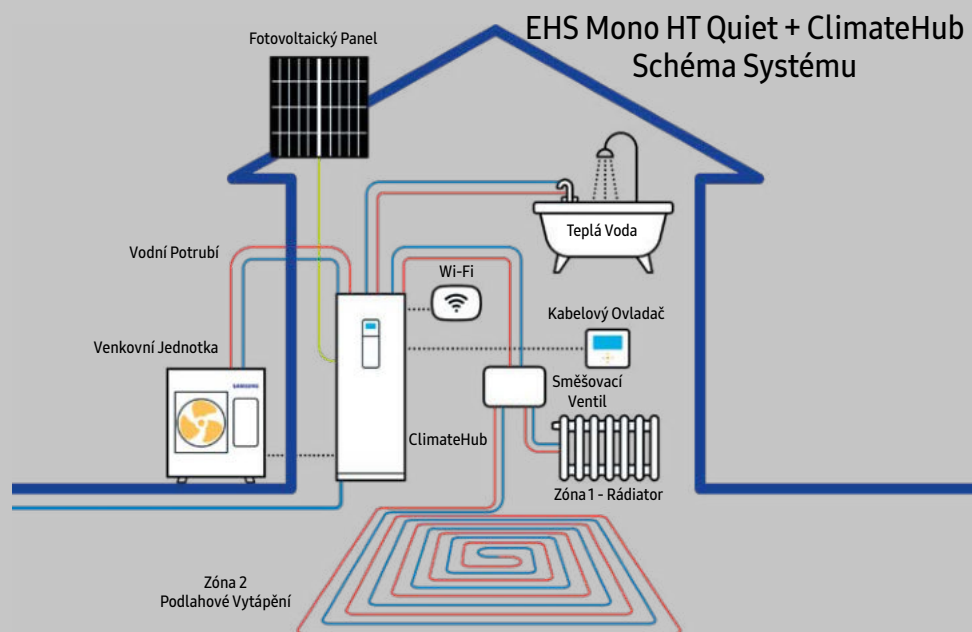 EHS Mono HT Quiet + ClimateHub
Schéma Systému
Fotovoltaický Panel
Teplá Voda
Vodní Potrubí
Wi-Fi
Kabelový Ovladač
Venkovní Jednotka
SAMSUNG
Směšovací
Ventil
ClimateHub
Zóna 1 - Rádiator
Zóna 2
Podlahové Vytápění